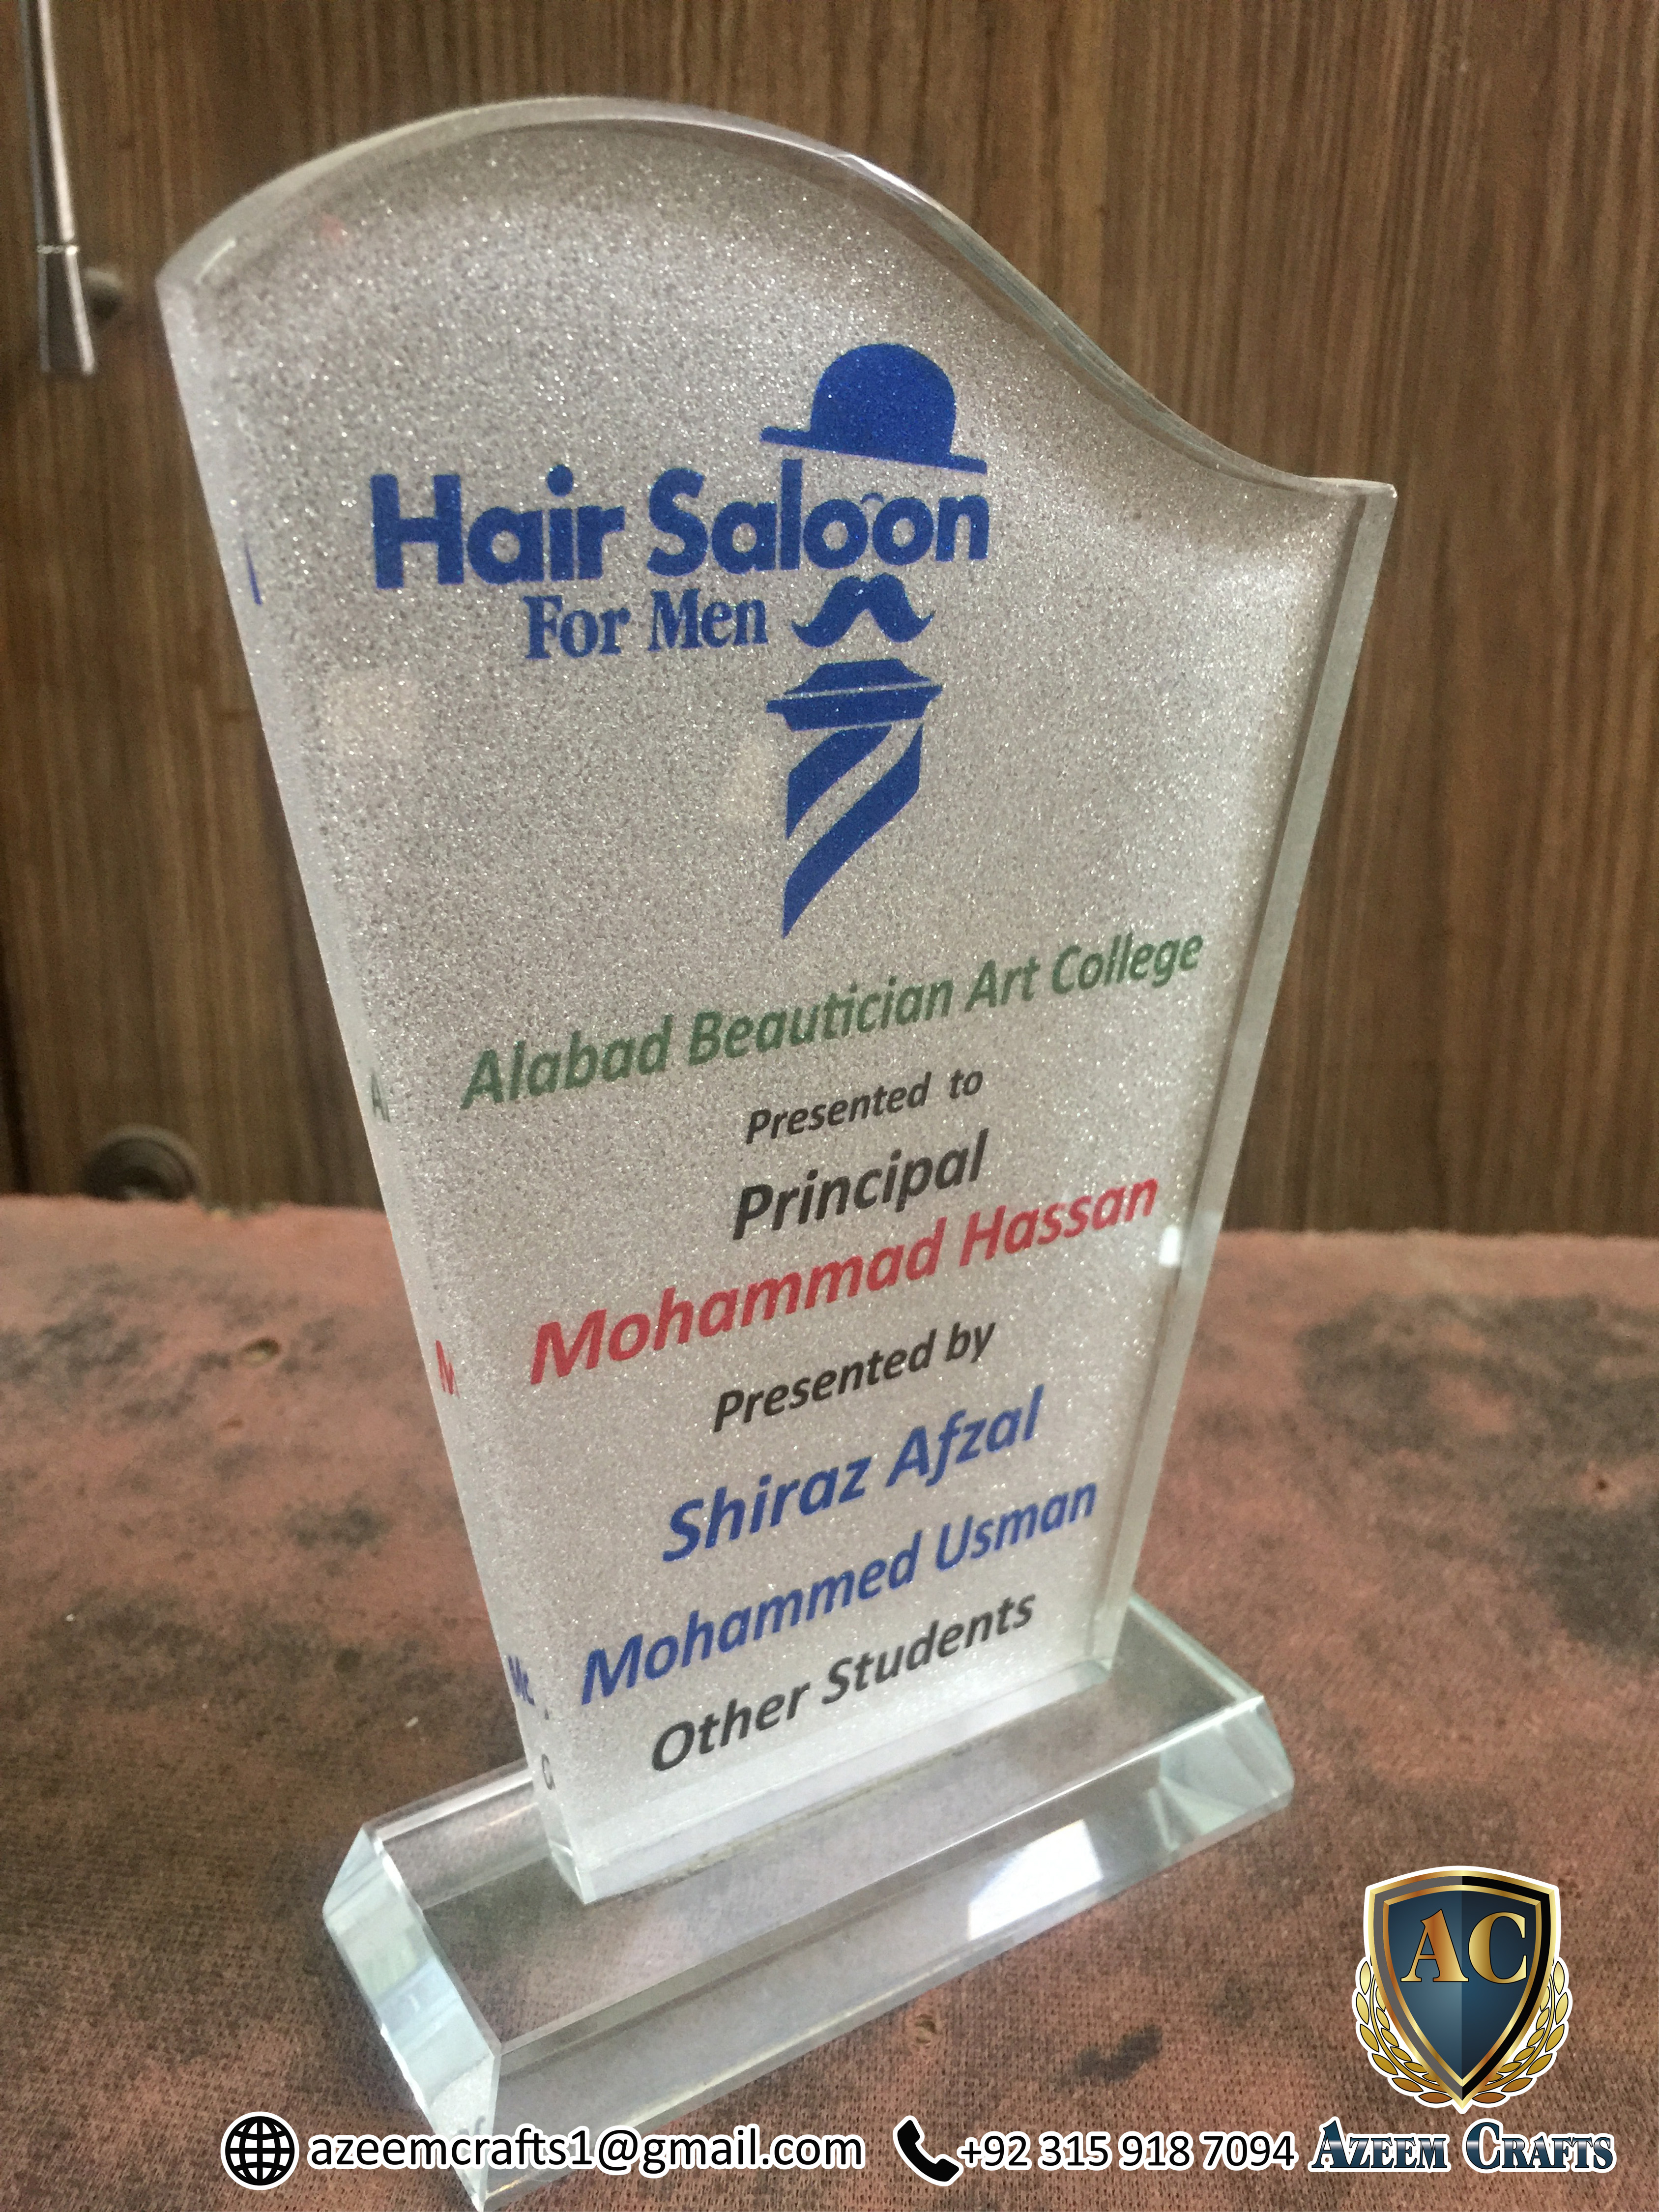 Hair Saloon
For Men
Alabad Beautician Art College
Presented to
Principal
Mohammad Hassan
Presented by
Shiraz Afzal
Mohammed Usman
Other Students
AC
azeemcrafts1@gmail.com +92 315 918 7094 AZEEM CRAFTS